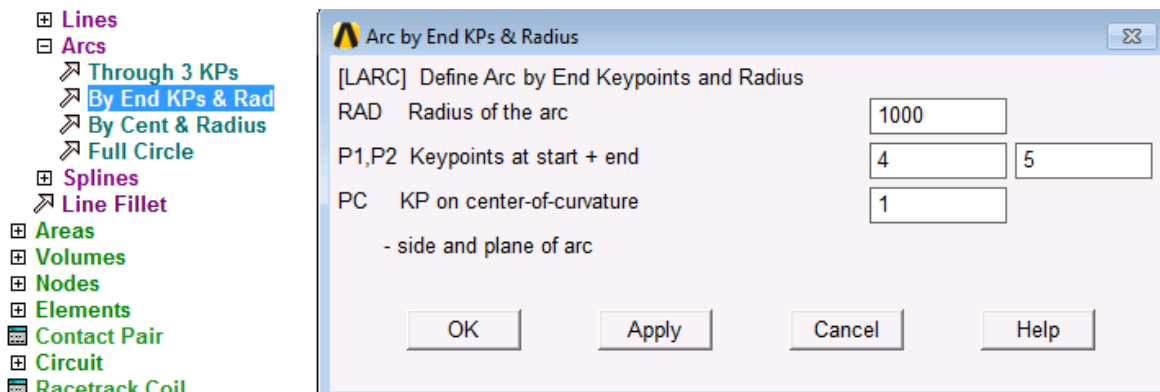 Lines
Arcs
Through 3 KPs
By End KPs & Rad
By Cent & Radius
Full Circle
Splines
Line Fillet
Areas
Volumes
Nodes
Elements
Contact Pair
Circuit
Racetrack Coil
Arc by End KPs & Radius
[LARC] Define Arc by End Keypoints and Radius
RAD Radius of the arc 1000
P1,P2 Keypoints at start + end 4 5
PC KP on center-of-curvature 1
- side and plane of arc
OK Apply Cancel Help